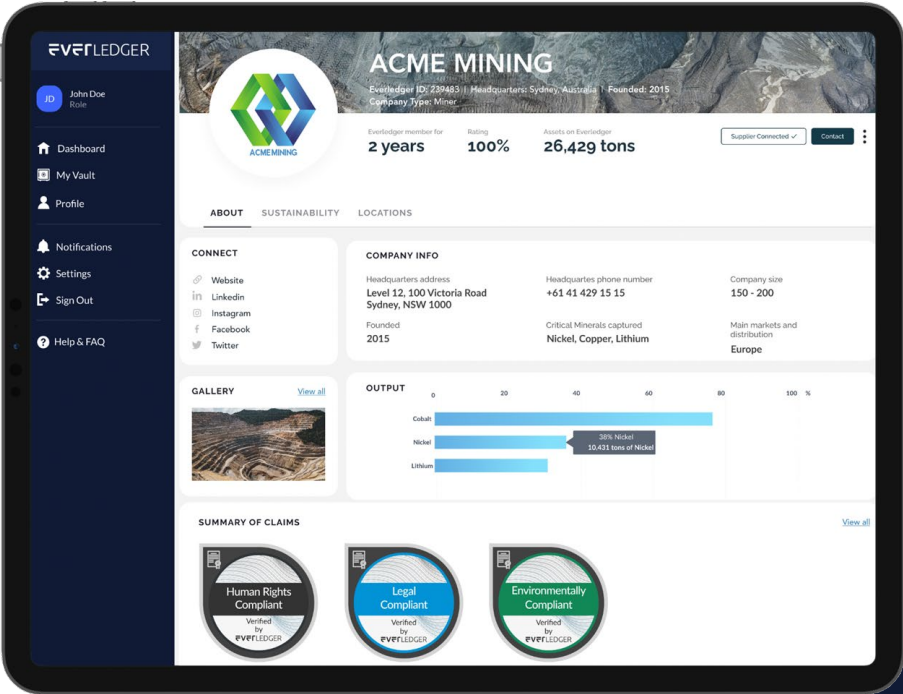 EVERLEDGER
JD
John Doe
Role
Dashboard
My Vault
Profile
Notifications
Settings
Sign Out
Help & FAQ
ACME MINING
Everledger ID: 239483 | Headquarters: Sydney, Australia | Founded: 2015
Company Type: Miner
ACMEMINING
Everledger member for
2 years
Rating
100%
Assets on Everledger
26,429 tons
Supplier Connected ✓
Contact
ABOUT
SUSTAINABILITY
LOCATIONS
CONNECT
Website
in Linkedin
Instagram
f Facebook
Twitter
COMPANY INFO
Headquarters address
Level 12, 100 Victoria Road
Sydney, NSW 1000
Headquartes phone number
+61 41 429 15 15
Company size
150 - 200
Founded
2015
Critical Minerals captured
Nickel, Copper, Lithium
Main markets and
distribution
Europe
GALLERY
View all
OUTPUT
0 20 40 60 80 100 %
Cobalt
Nickel
38% Nickel
10,431 tons of Nickel
Lithium
SUMMARY OF CLAIMS
View all
Human Rights
Compliant
Verified
by
EVERLEDGER
Legal
Compliant
Verified
by
EVERLEDGER
Environmentally
Compliant
Verified
by
EVERLEDGER